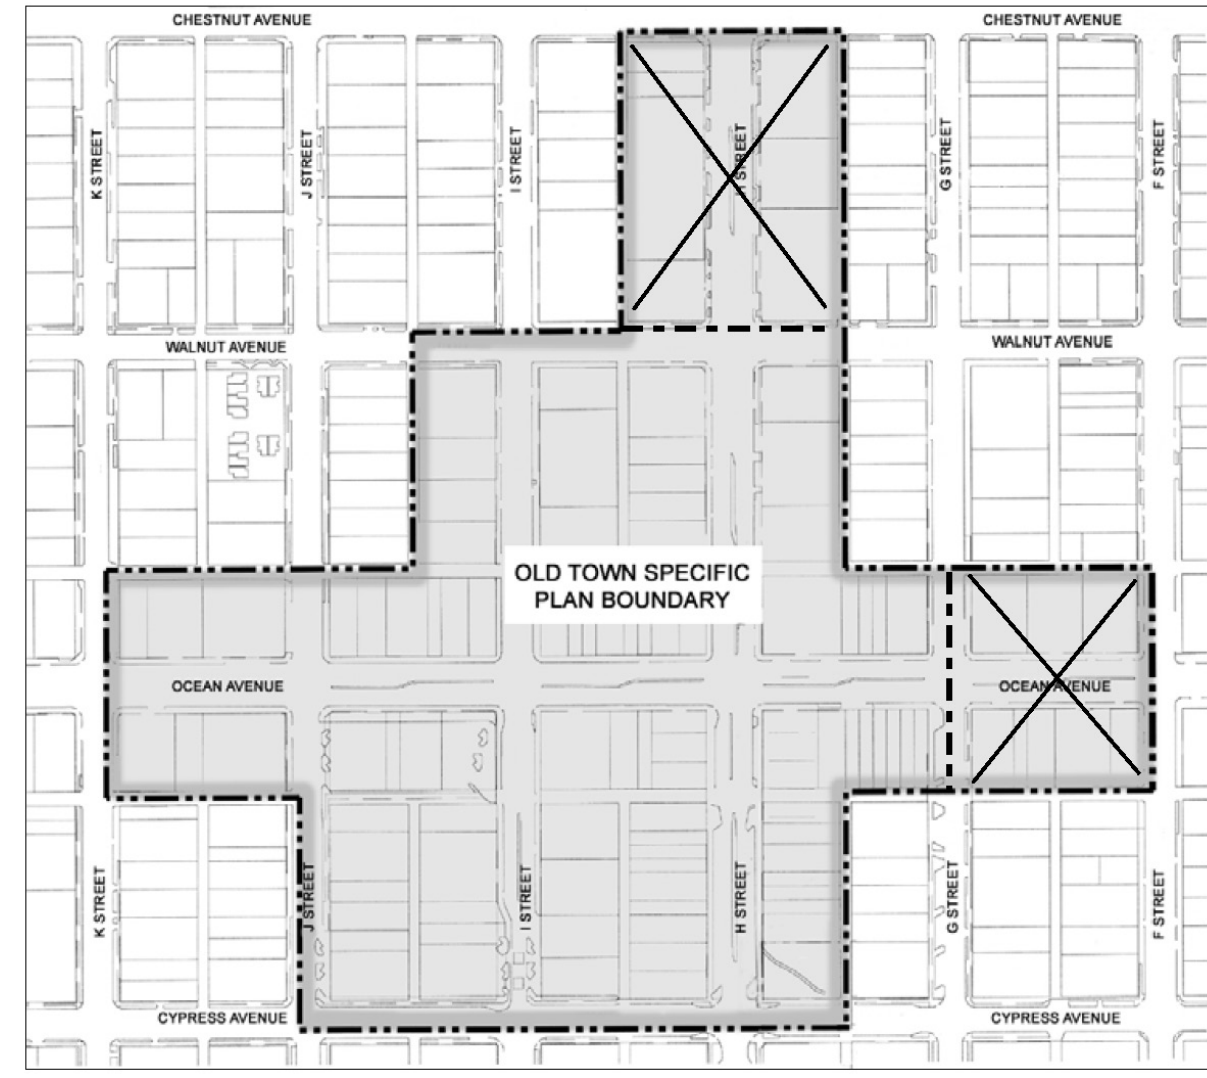 CHESTNUT AVENUE
CHESTNUT AVENUE
K STREET
J STREET
I STREET
H STREET
G STREET
F STREET
WALNUT AVENUE
WALNUT AVENUE
OLD TOWN SPECIFIC
PLAN BOUNDARY
OCEAN AVENUE
OCEAN AVENUE
K STREET
J STREET
I STREET
H STREET
G STREET
F STREET
CYPRESS AVENUE
CYPRESS AVENUE